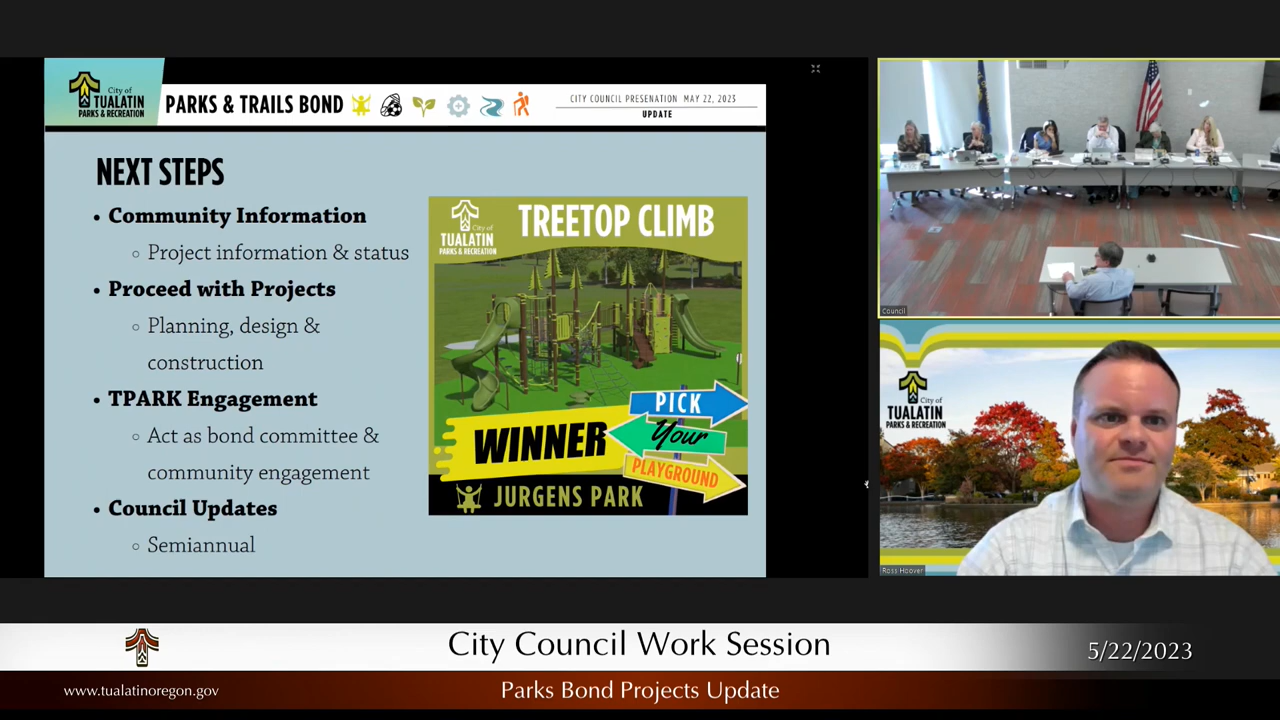 City of
TUALATIN
PARKS & RECREATION
PARKS & TRAILS BOND
CITY COUNCIL PRESENATION MAY 22, 2023
UPDATE
NEXT STEPS
• Community Information
○ Project information & status
• Proceed with Projects
○ Planning, design &
construction
• TPARK Engagement
○ Act as bond committee &
community engagement
• Council Updates
○ Semiannual
City of
TUALATIN
PARKS & RECREATION
TREETOP CLIMB
WINNER
PICK
Your
PLAYGROUND
JURGENS PARK
Council
City of
TUALATIN
PARKS & RECREATION
Ross Hoover
City Council Work Session
5/22/2023
www.tualatinoregon.gov
Parks Bond Projects Update